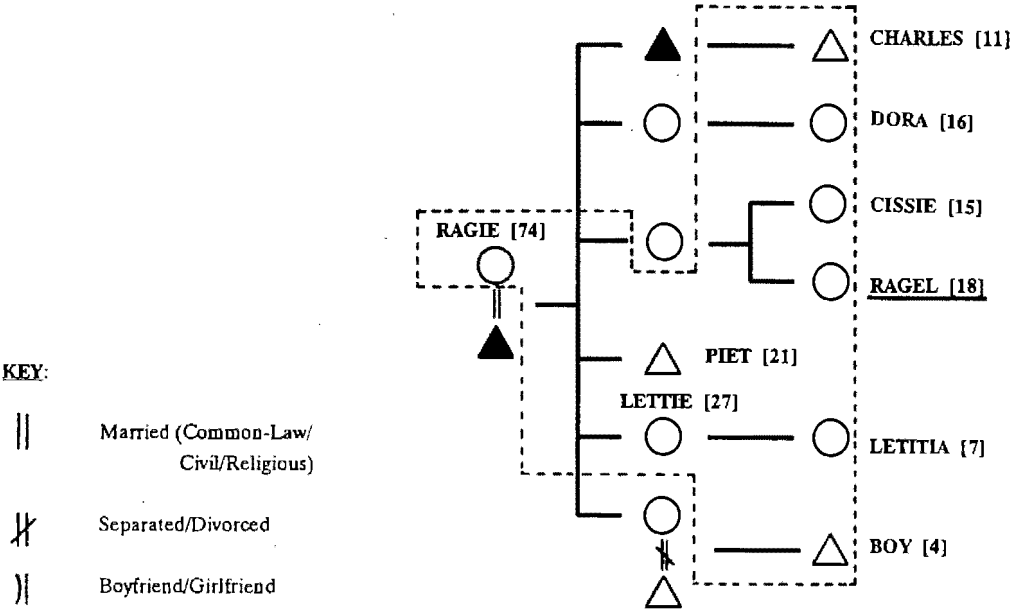 CHARLES [11]
DORA [16]
CISSIE [15]
RAGIE [74]
RAGEL [18]
PIET [21]
LETTIE [27]
LETITIA [7]
BOY [4]
KEY:
Married (Common-Law/
Civil/Religious)
Separated/Divorced
Boyfriend/Girlfriend